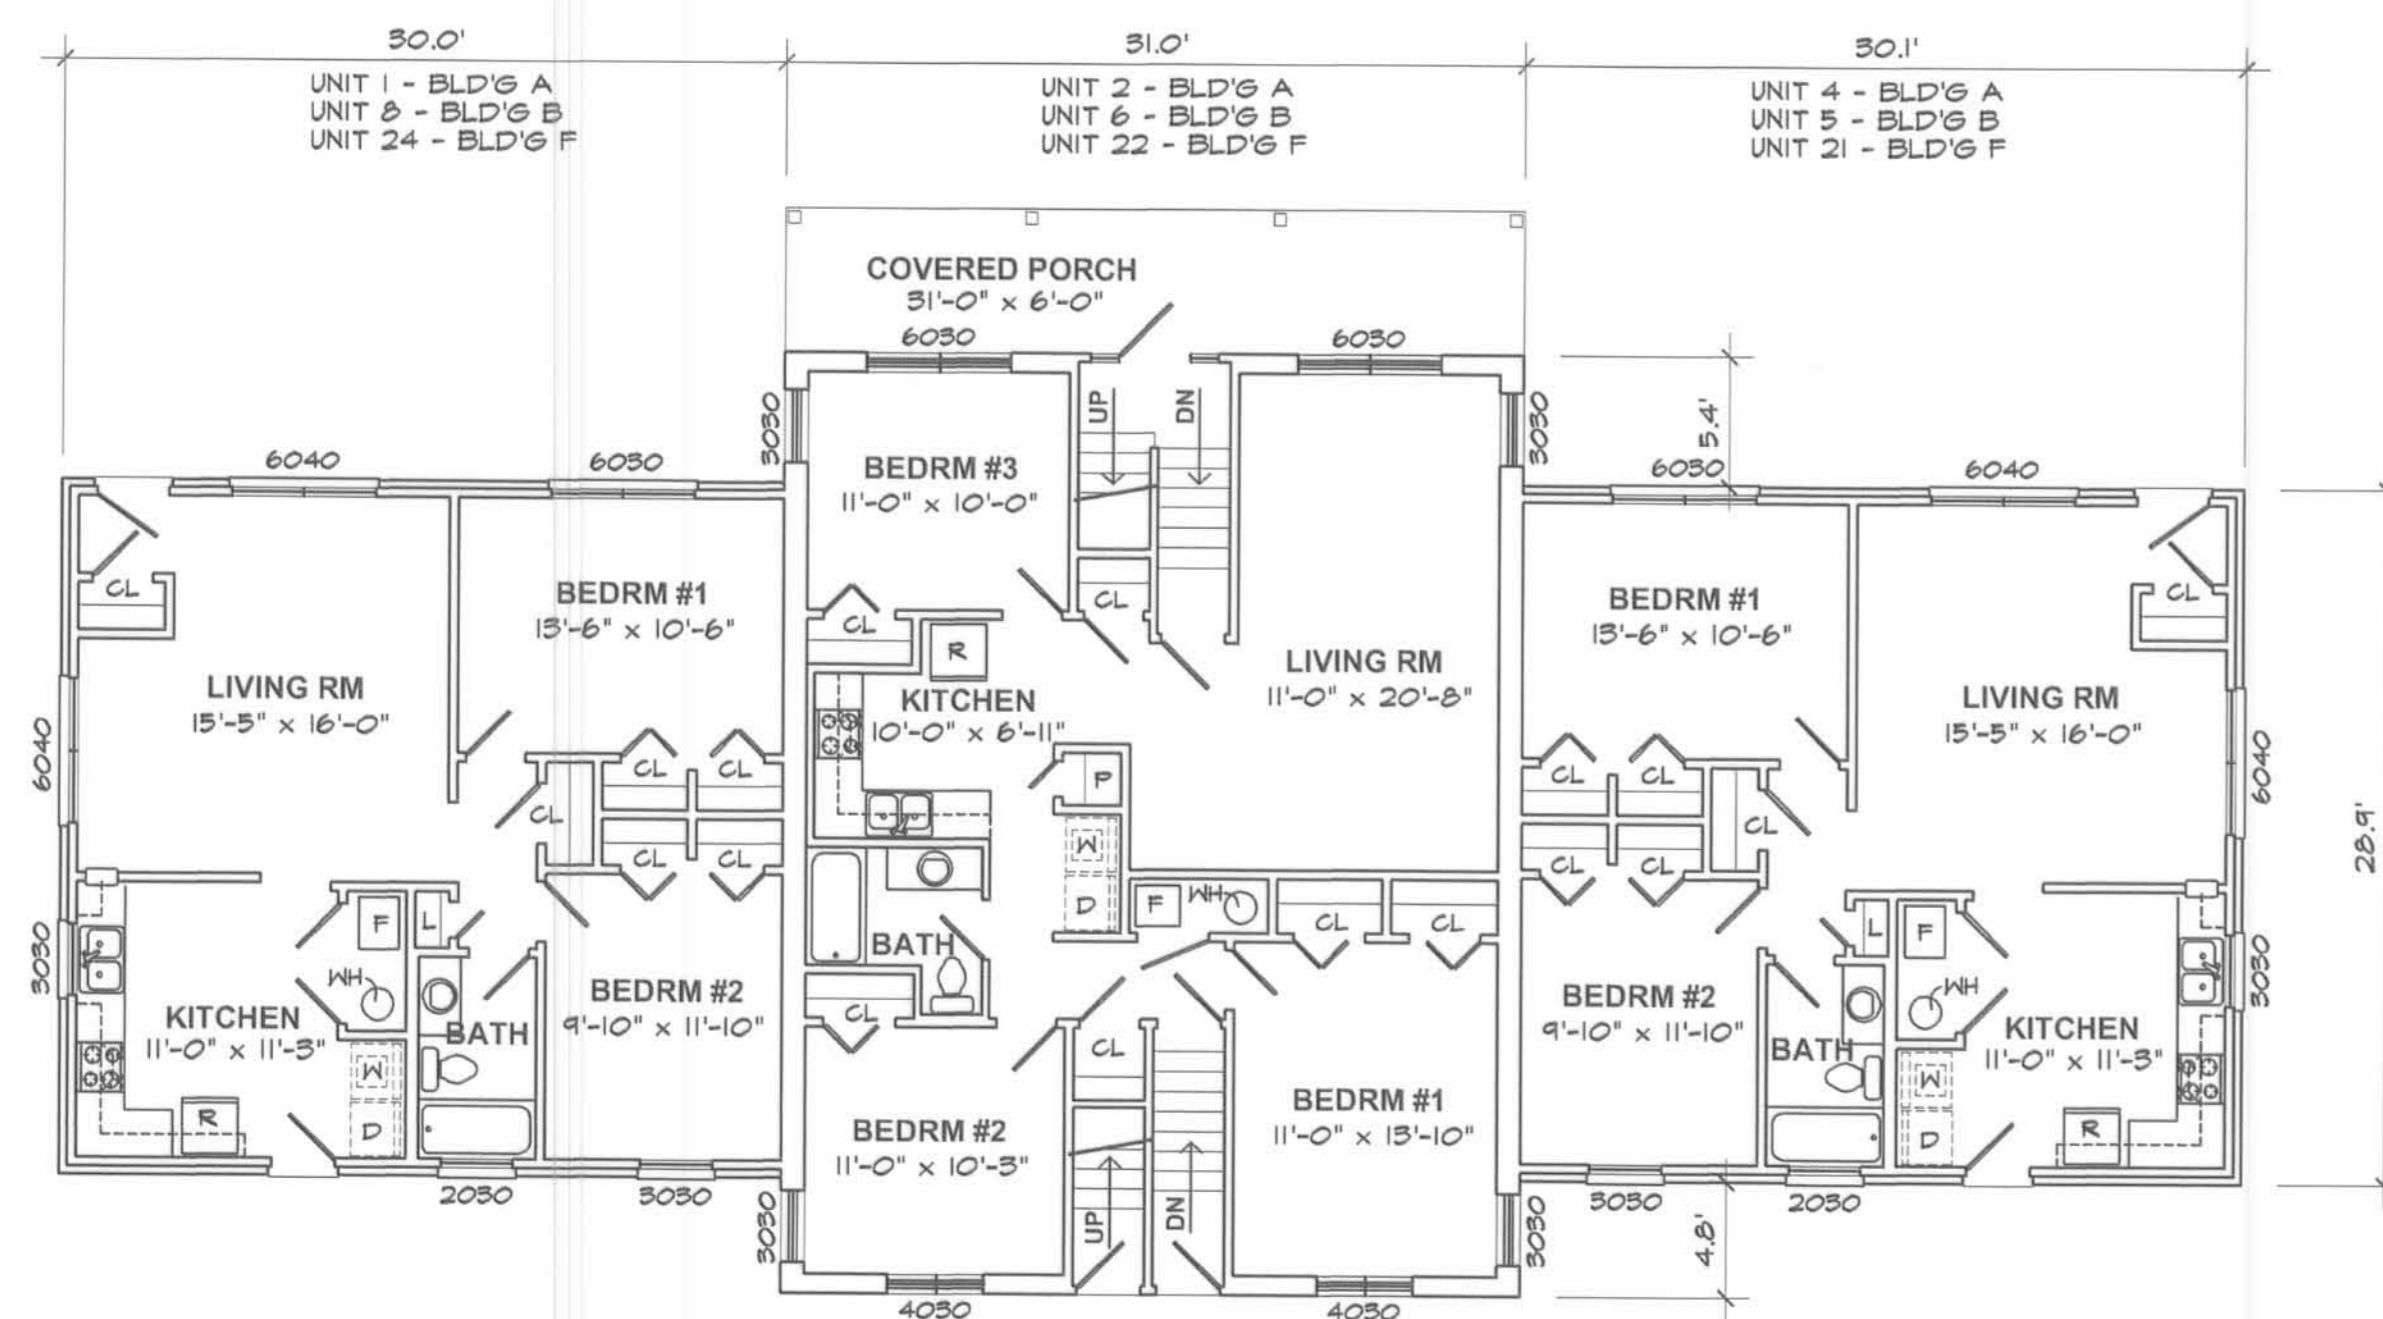 30.0'
31.0'
30.1'
UNIT 1 - BLD'G A
UNIT 8 - BLD'G B
UNIT 24 - BLD'G F
UNIT 2 - BLD'G A
UNIT 6 - BLD'G B
UNIT 22 - BLD'G F
UNIT 4 - BLD'G A
UNIT 5 - BLD'G B
UNIT 21 - BLD'G F
COVERED PORCH
31'-0" x 6'-0"
6030
6030
3030
UP
DN
3030
5.4'
6040
6030
BEDRM #3
11'-0" x 10'-0"
6030
6040
CL
BEDRM #1
13'-6" x 10'-6"
CL
CL
R
BEDRM #1
13'-6" x 10'-6"
CL
LIVING RM
15'-5" x 16'-0"
KITCHEN
10'-0" x 6'-11"
LIVING RM
11'-0" x 20'-8"
LIVING RM
15'-5" x 16'-0"
6040
CL
CL
CL
P
CL
CL
CL
6040
28.9'
CL
CL
W
D
CL
CL
F
L
BATH
F
WH
CL
CL
L
F
3030
WH
KITCHEN
11'-0" x 11'-3"
BATH
BEDRM #2
9'-10" x 11'-10"
CL
CL
BEDRM #2
9'-10" x 11'-10"
BATH
WH
KITCHEN
11'-0" x 11'-3"
3030
W
D
R
BEDRM #2
11'-0" x 10'-3"
BEDRM #1
11'-0" x 13'-10"
W
D
R
2030
3030
3030
UP
DN
3030
3030
2030
4.8'
4030
4030